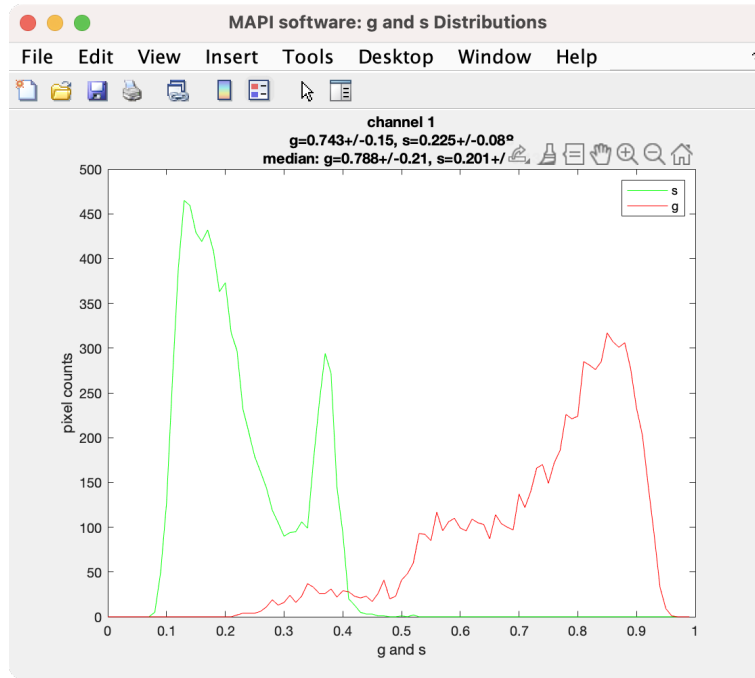 MAPI software: g and s Distributions
File Edit View Insert Tools Desktop Window Help
channel 1
g=0.743+/-0.15, s=0.225+/-0.08
median: g=0.788+/-0.21, s=0.201+/-
s
g
500
450
400
350
300
250
200
150
100
50
0
pixel counts
0 0.1 0.2 0.3 0.4 0.5 0.6 0.7 0.8 0.9 1
g and s